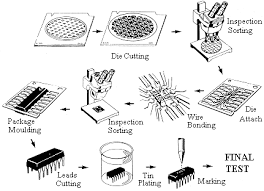 Inspection
Sorting
Die Cutting
Package
Moulding
Inspection
Sorting
Wire
Bonding
Die
Attach
Leads
Cutting
Tin
Plating
Marking
FINAL
TEST